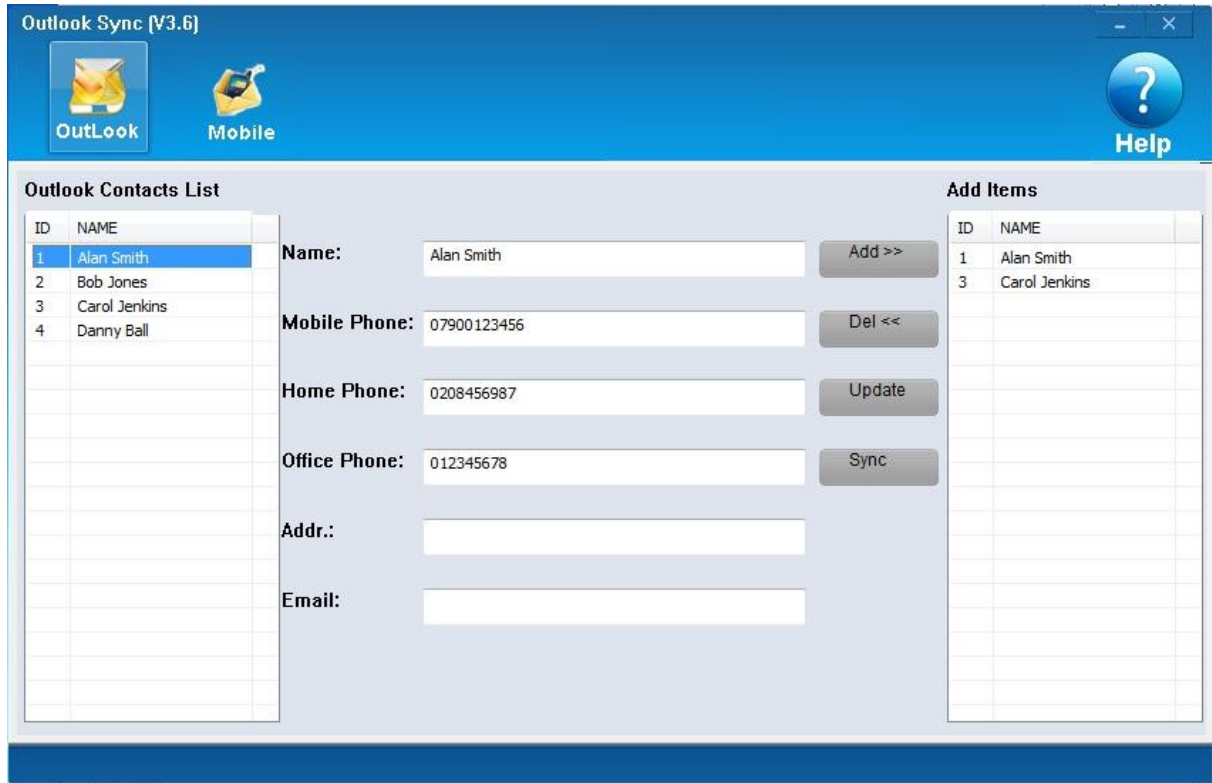 Outlook Sync (V3.6)
OutLook
Mobile
?
Help
Outlook Contacts List
ID NAME
1 Alan Smith
2 Bob Jones
3 Carol Jenkins
4 Danny Ball
Name: Alan Smith
Mobile Phone: 07900123456
Home Phone: 0208456987
Office Phone: 012345678
Addr.:
Email:
Add >>
Del <<
Update
Sync
Add Items
ID NAME
1 Alan Smith
3 Carol Jenkins